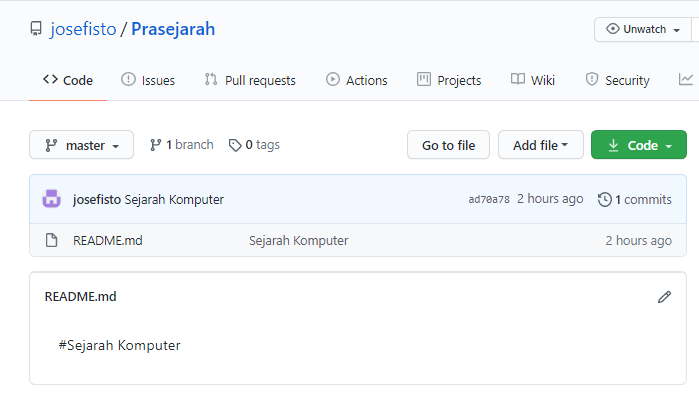 josefisto / Prasejarah Unwatch
Code Issues Pull requests Actions Projects Wiki Security
master 1 branch 0 tags Go to file Add file Code
josefisto Sejarah Komputer ad70a78 2 hours ago 1 commits
README.md Sejarah Komputer 2 hours ago
README.md
#Sejarah Komputer